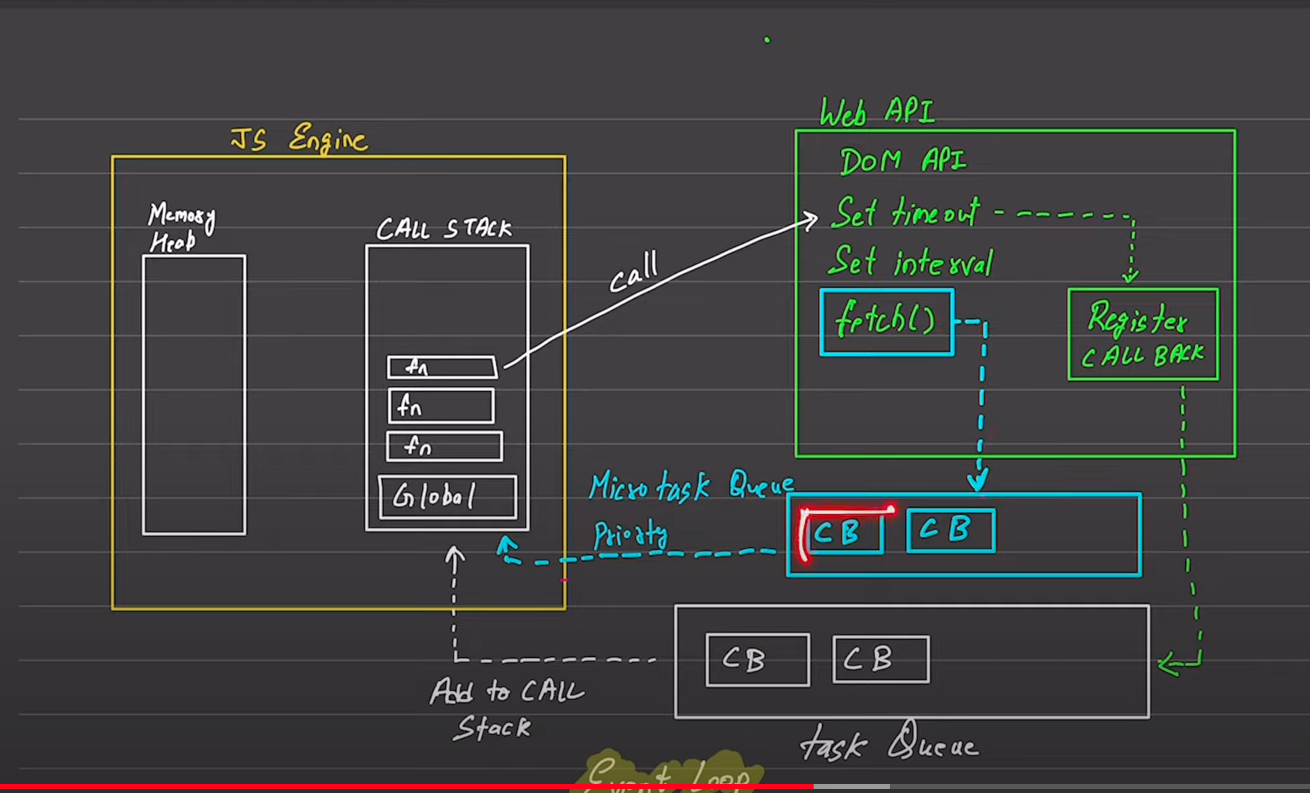 JS Engine
Memory
Heap
CALL STACK
fn
fn
fn
Global
call
Web API
DOM API
Set timeout
Set interval
fetch()
Register
CALL BACK
Micro task Queue
Priority
CB
CB
CB
CB
Add to CALL
Stack
task Queue
Event Loop